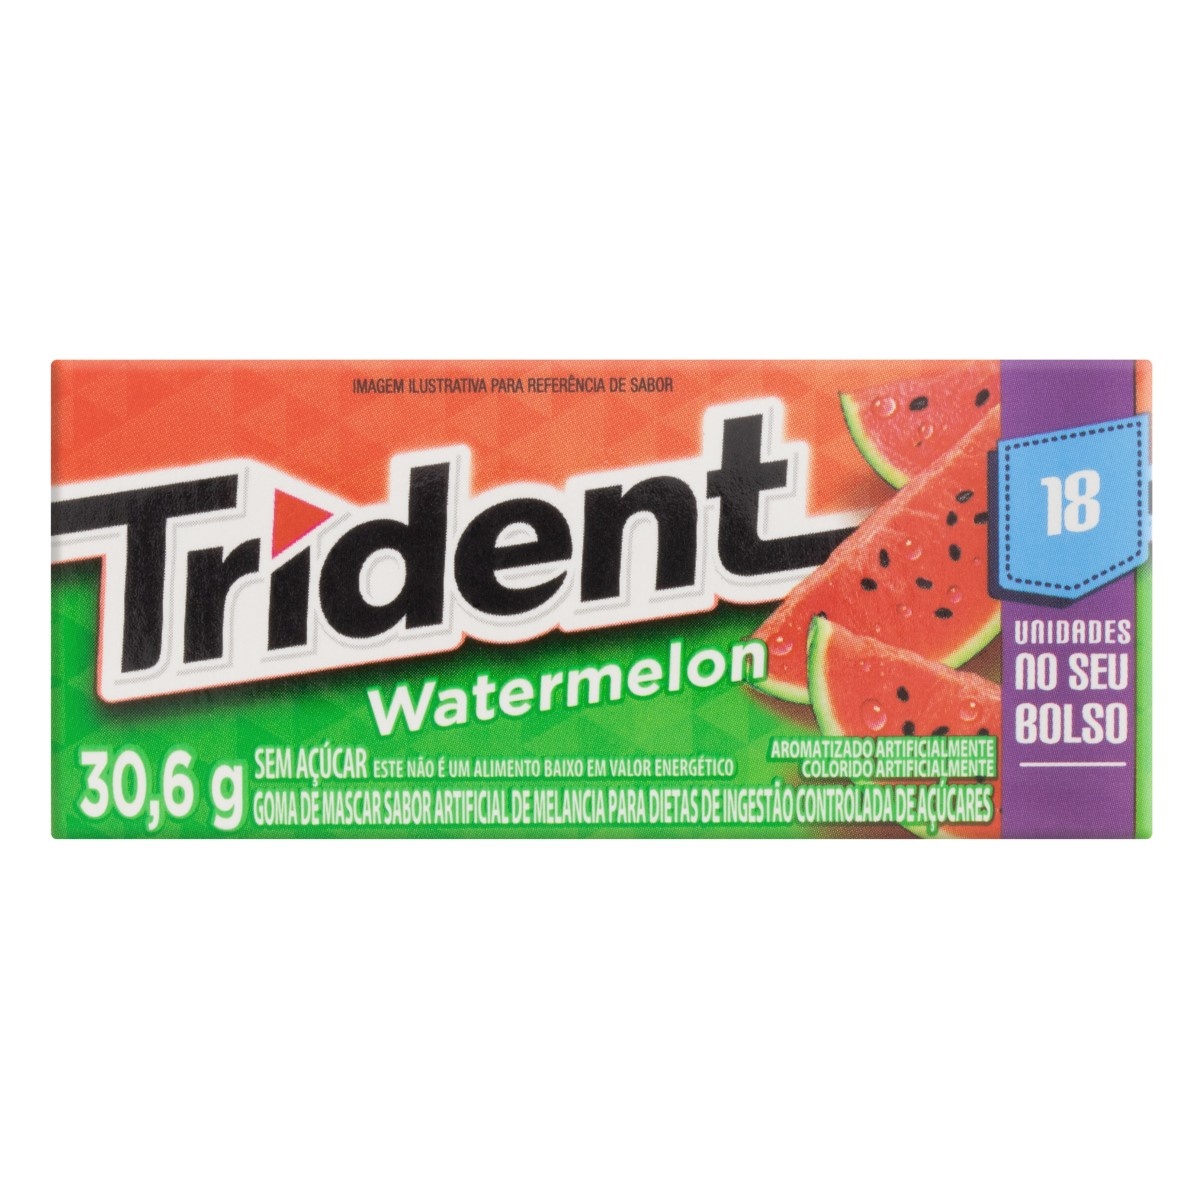 IMAGEM ILUSTRATIVA PARA REFERÊNCIA DE SABOR
Trident
Watermelon
18
UNIDADES
NO SEU
BOLSO
30,6 g
SEM AÇÚCAR ESTE NÃO É UM ALIMENTO BAIXO EM VALOR ENERGÉTICO
AROMATIZADO ARTIFICIALMENTE
COLORIDO ARTIFICIALMENTE
GOMA DE MASCAR SABOR ARTIFICIAL DE MELANCIA PARA DIETAS DE INGESTÃO CONTROLADA DE AÇÚCARES